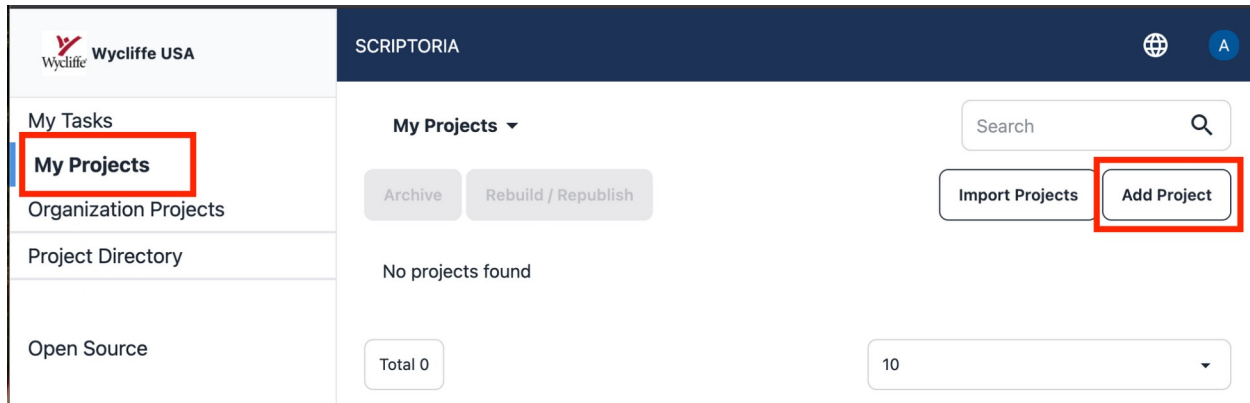 Wycliffe Wycliffe USA
My Tasks
My Projects
Organization Projects
Project Directory
Open Source
SCRIPTORIA
A
My Projects
Search
Archive
Rebuild / Republish
Import Projects
Add Project
No projects found
Total 0
10